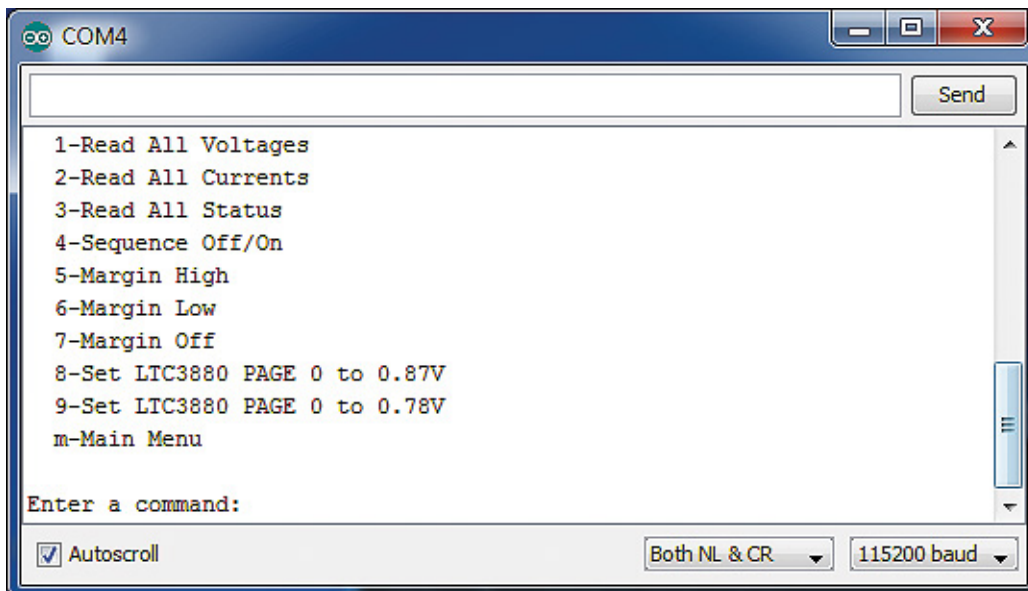 COM4
Send
1-Read All Voltages
2-Read All Currents
3-Read All Status
4-Sequence Off/On
5-Margin High
6-Margin Low
7-Margin Off
8-Set LTC3880 PAGE 0 to 0.87V
9-Set LTC3880 PAGE 0 to 0.78V
m-Main Menu
Enter a command:
Autoscroll
Both NL & CR
115200 baud